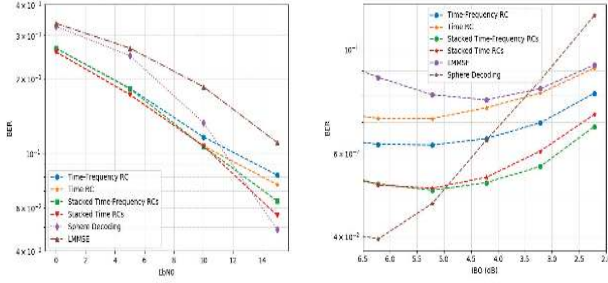 4 × 10⁻¹
3 × 10⁻¹
2 × 10⁻¹
10⁻¹
6 × 10⁻²
4 × 10⁻²
BER
Time-Frequency RC
Time RC
Stacked Time-Frequency RCs
Stacked Time RCs
Sphere Decoding
LMMSE
0 2 4 6 8 10 12 14
EbN0
10⁻¹
6 × 10⁻²
4 × 10⁻²
BER
Time-Frequency RC
Time RC
Stacked Time-Frequency RCs
Stacked Time RCs
LMMSE
Sphere Decoding
6.5 6.0 5.5 5.0 4.5 4.0 3.5 3.0 2.5 2.0
IBO (dB)